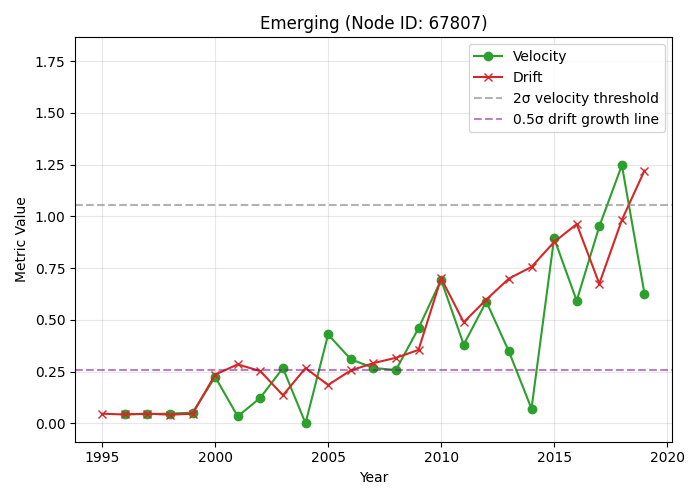 Emerging (Node ID: 67807)
Velocity
Drift
2σ velocity threshold
0.5σ drift growth line
Metric Value
1.75
1.50
1.25
1.00
0.75
0.50
0.25
0.00
1995
2000
2005
2010
2015
2020
Year